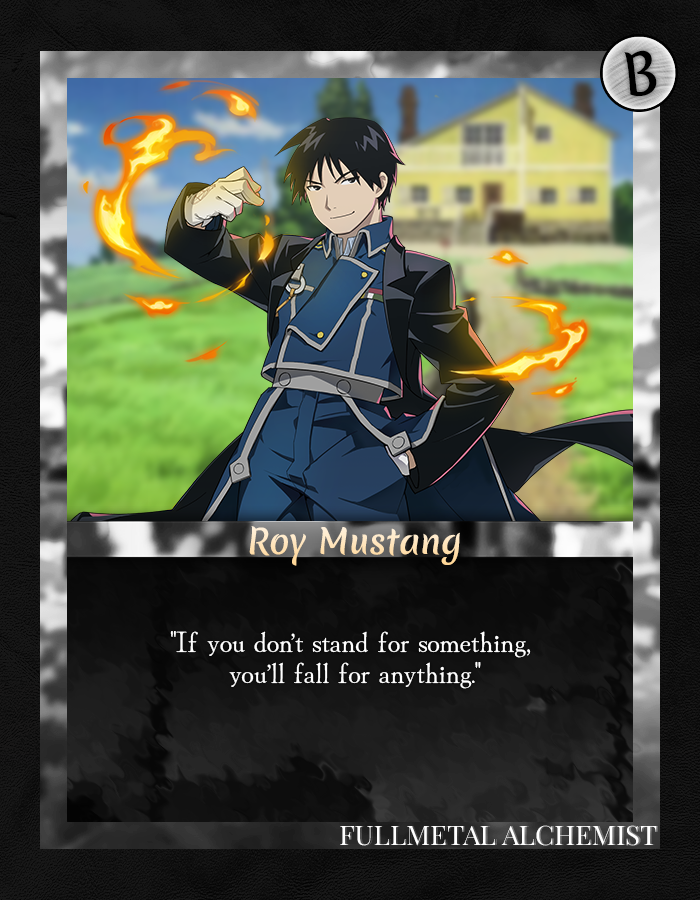 B
Roy Mustang
"If you don't stand for something,
you'll fall for anything."
FULLMETAL ALCHEMIST